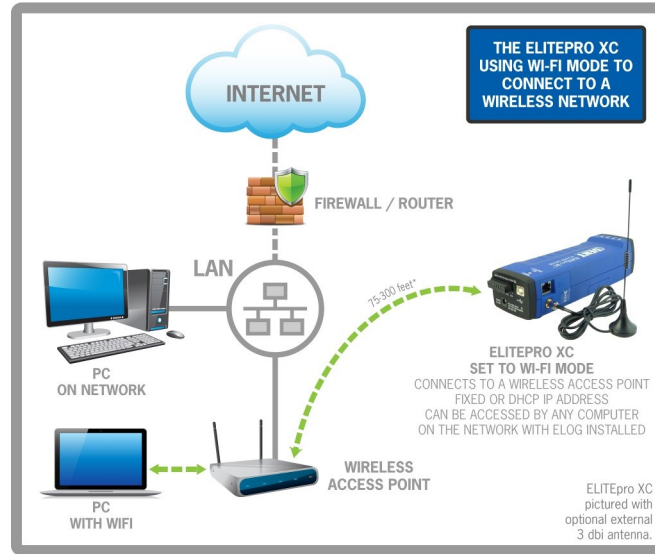 THE ELITEPRO XC
USING WI-FI MODE TO
CONNECT TO A
WIRELESS NETWORK
INTERNET
FIREWALL / ROUTER
LAN
75-300 feet*
PC
ON NETWORK
ELITEPRO XC
SET TO WI-FI MODE
CONNECTS TO A WIRELESS ACCESS POINT
FIXED OR DHCP IP ADDRESS
CAN BE ACCESSED BY ANY COMPUTER
ON THE NETWORK WITH ELOG INSTALLED
WIRELESS
ACCESS POINT
PC
WITH WIFI
ELITEpro XC
pictured with
optional external
3 dbi antenna.